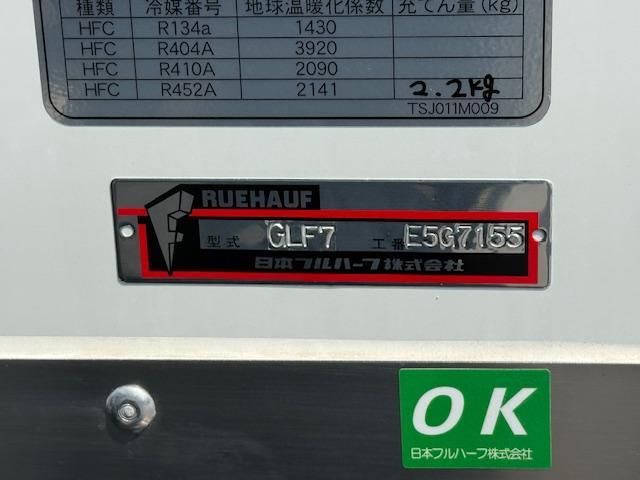 種類 冷媒番号 地球温暖化係数 充てん量(kg)
HFC R134a 1430
HFC R404A 3920
HFC R410A 2090
HFC R452A 2141 2.2kg
TSJ011M009
RUEHAUF
型式 GLF7 工番 E5G7155
日本フルハーフ株式会社
OK
日本フルハーフ株式会社